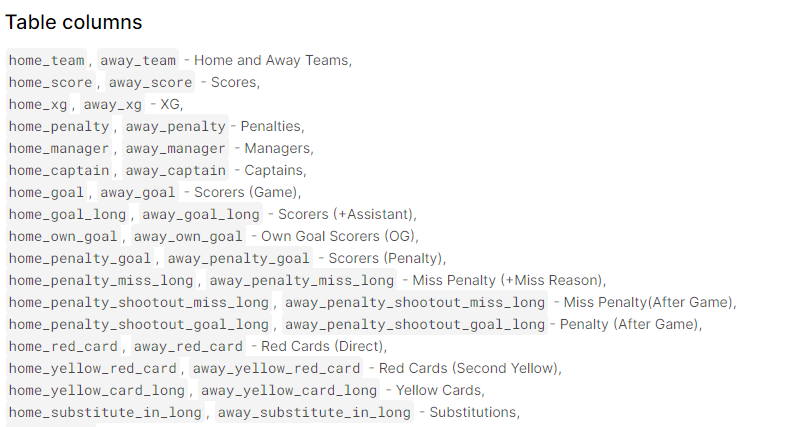 Table columns
home_team, away_team - Home and Away Teams,
home_score, away_score - Scores,
home_xg, away_xg - XG,
home_penalty, away_penalty - Penalties,
home_manager, away_manager - Managers,
home_captain, away_captain - Captains,
home_goal, away_goal - Scorers (Game),
home_goal_long, away_goal_long - Scorers (+Assistant),
home_own_goal, away_own_goal - Own Goal Scorers (OG),
home_penalty_goal, away_penalty_goal - Scorers (Penalty),
home_penalty_miss_long, away_penalty_miss_long - Miss Penalty (+Miss Reason),
home_penalty_shootout_miss_long, away_penalty_shootout_miss_long - Miss Penalty(After Game),
home_penalty_shootout_goal_long, away_penalty_shootout_goal_long - Penalty (After Game),
home_red_card, away_red_card - Red Cards (Direct),
home_yellow_red_card, away_yellow_red_card - Red Cards (Second Yellow),
home_yellow_card_long, away_yellow_card_long - Yellow Cards,
home_substitute_in_long, away_substitute_in_long - Substitutions,